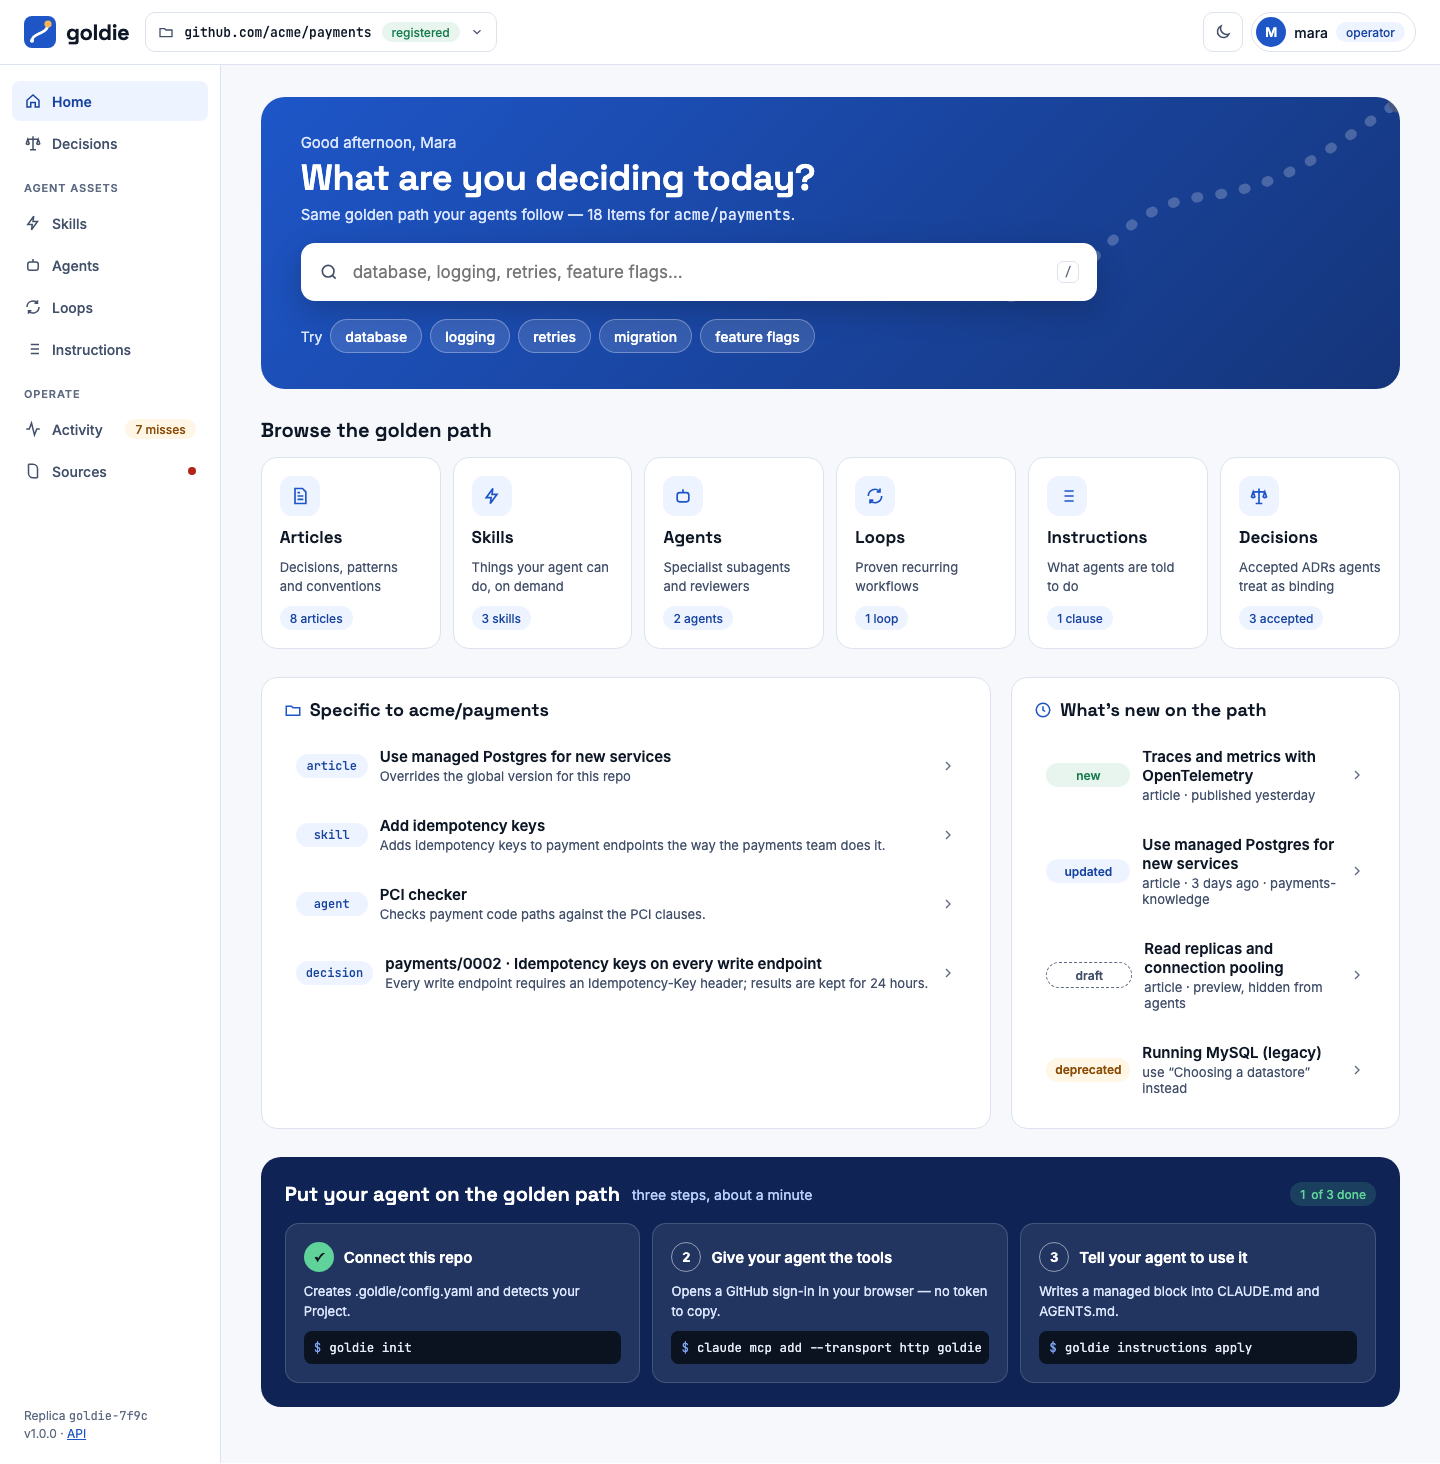 goldie
github.com/acme/payments registered
M mara operator
Home
Decisions
AGENT ASSETS
Skills
Agents
Loops
Instructions
OPERATE
Activity 7 misses
Sources
Good afternoon, Mara
What are you deciding today?
Same golden path your agents follow — 18 Items for acme/payments.
database, logging, retries, feature flags...
/
Try database logging retries migration feature flags
Browse the golden path
Articles
Decisions, patterns
and conventions
8 articles
Skills
Things your agent can
do, on demand
3 skills
Agents
Specialist subagents
and reviewers
2 agents
Loops
Proven recurring
workflows
1 loop
Instructions
What agents are told
to do
1 clause
Decisions
Accepted ADRs agents
treat as binding
3 accepted
Specific to acme/payments
article
Use managed Postgres for new services
Overrides the global version for this repo
skill
Add idempotency keys
Adds idempotency keys to payment endpoints the way the payments team does it.
agent
PCI checker
Checks payment code paths against the PCI clauses.
decision
payments/0002 · Idempotency keys on every write endpoint
Every write endpoint requires an Idempotency-Key header; results are kept for 24 hours.
What's new on the path
new
Traces and metrics with
OpenTelemetry
article · published yesterday
updated
Use managed Postgres for
new services
article · 3 days ago · payments-
knowledge
draft
Read replicas and
connection pooling
article · preview, hidden from
agents
deprecated
Running MySQL (legacy)
use “Choosing a datastore”
instead
Put your agent on the golden path three steps, about a minute
1 of 3 done
✓ Connect this repo
Creates .goldie/config.yaml and detects your
Project.
$ goldie init
2 Give your agent the tools
Opens a GitHub sign-in in your browser — no token
to copy.
$ claude mcp add --transport http goldie
3 Tell your agent to use it
Writes a managed block into CLAUDE.md and
AGENTS.md.
$ goldie instructions apply
Replica goldie-7f9c
v1.0.0 · API